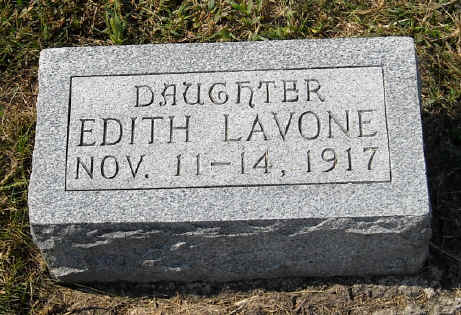 DAUGHTER
EDITH LAVONE
NOV. 11-14, 1917